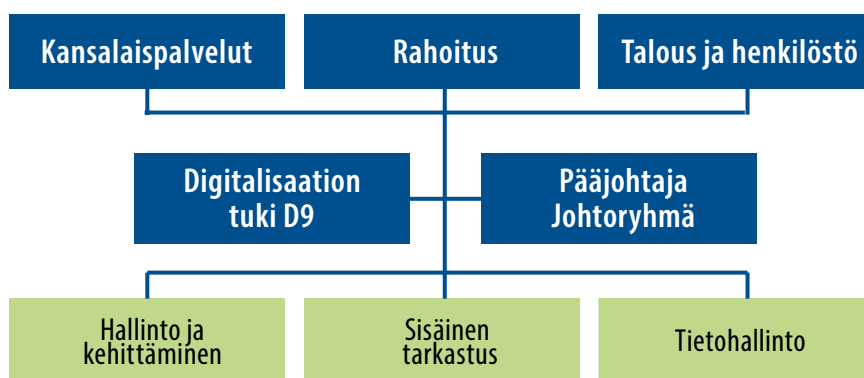 Kansalaispalvelut
Rahoitus
Talous ja henkilöstö
Digitalisaation
tuki D9
Pääjohtaja
Johtoryhmä
Hallinto ja
kehittäminen
Sisäinen
tarkastus
Tietohallinto